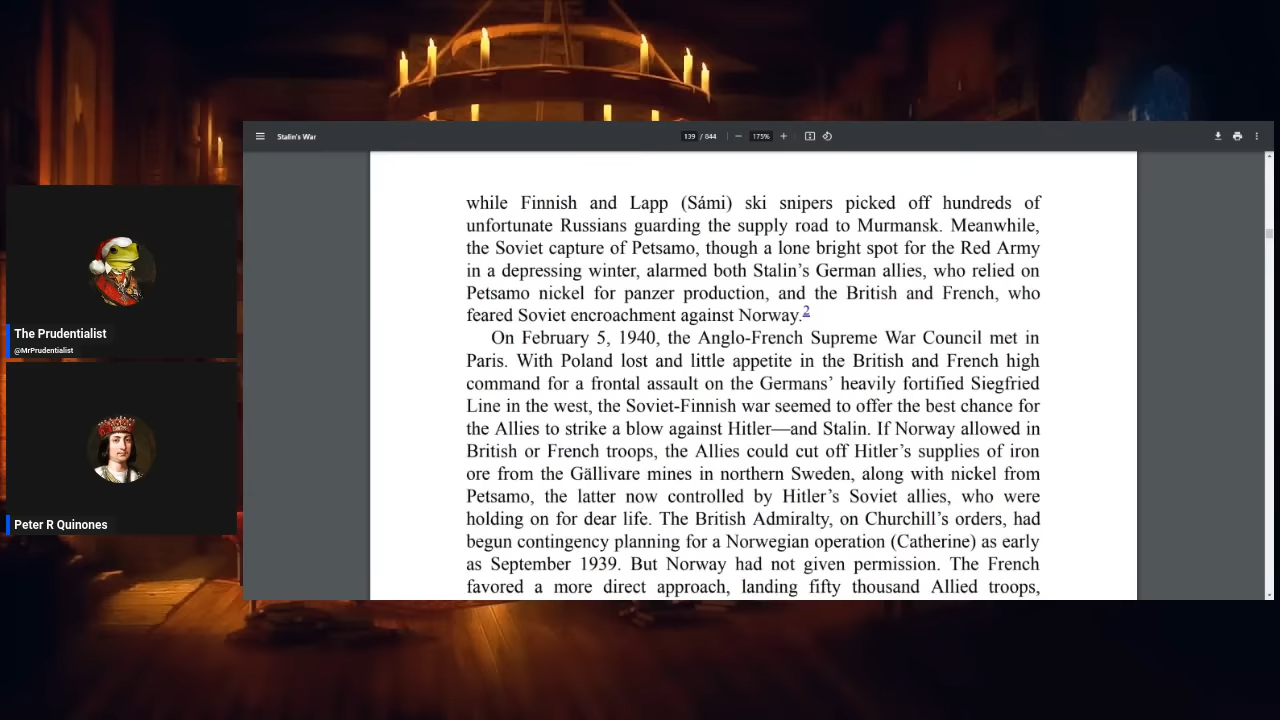 Stalin's War
139 / 844
175%
while Finnish and Lapp (Sámi) ski snipers picked off hundreds of
unfortunate Russians guarding the supply road to Murmansk. Meanwhile,
the Soviet capture of Petsamo, though a lone bright spot for the Red Army
in a depressing winter, alarmed both Stalin’s German allies, who relied on
Petsamo nickel for panzer production, and the British and French, who
feared Soviet encroachment against Norway.2
On February 5, 1940, the Anglo-French Supreme War Council met in
Paris. With Poland lost and little appetite in the British and French high
command for a frontal assault on the Germans’ heavily fortified Siegfried
Line in the west, the Soviet-Finnish war seemed to offer the best chance for
the Allies to strike a blow against Hitler—and Stalin. If Norway allowed in
British or French troops, the Allies could cut off Hitler’s supplies of iron
ore from the Gällivare mines in northern Sweden, along with nickel from
Petsamo, the latter now controlled by Hitler’s Soviet allies, who were
holding on for dear life. The British Admiralty, on Churchill’s orders, had
begun contingency planning for a Norwegian operation (Catherine) as early
as September 1939. But Norway had not given permission. The French
favored a more direct approach, landing fifty thousand Allied troops,
The Prudentialist
@MrPrudentialist
Peter R Quinones